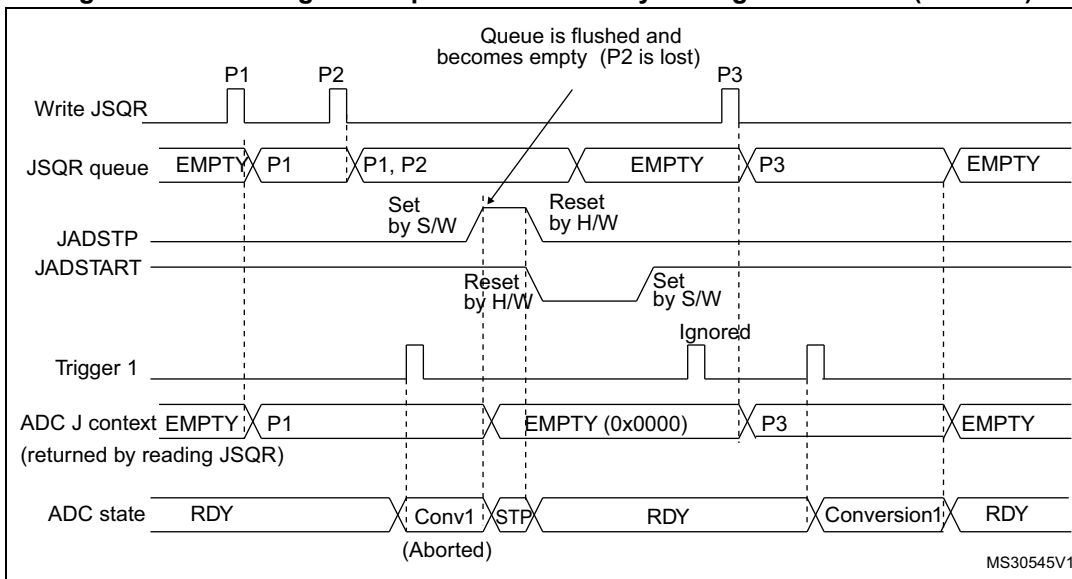 Queue is flushed and
becomes empty (P2 is lost)
P1 P2 P3
Write JSQR
JSQR queue EMPTY P1 P1, P2 EMPTY P3 EMPTY
Set
by S/W
Reset
by H/W
JADSTP
JADSTART
Reset
by H/W
Set
by S/W
Ignored
Trigger 1
ADC J context EMPTY P1 EMPTY (0x0000) P3 EMPTY
(returned by reading JSQR)
ADC state RDY Conv1 STP RDY Conversion1 RDY
(Aborted)
MS30545V1